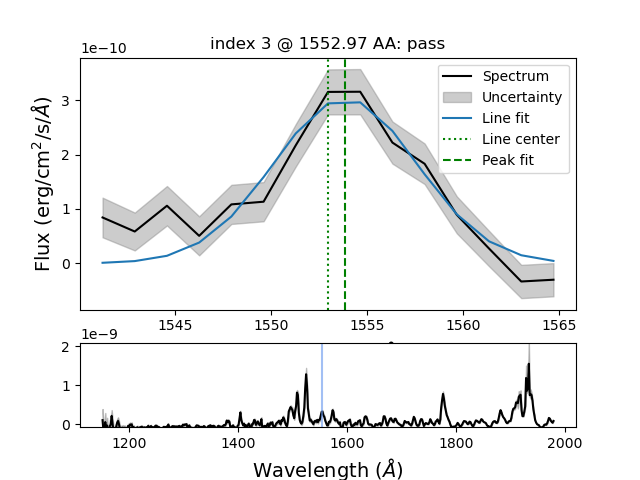 index 3 @ 1552.97 AA: pass
1e−10
Flux (erg/cm²/s/Å)
3
2
1
0
Spectrum
Uncertainty
Line fit
Line center
Peak fit
1545 1550 1555 1560 1565
1e−9
2
1
0
1200 1400 1600 1800 2000
Wavelength (Å)